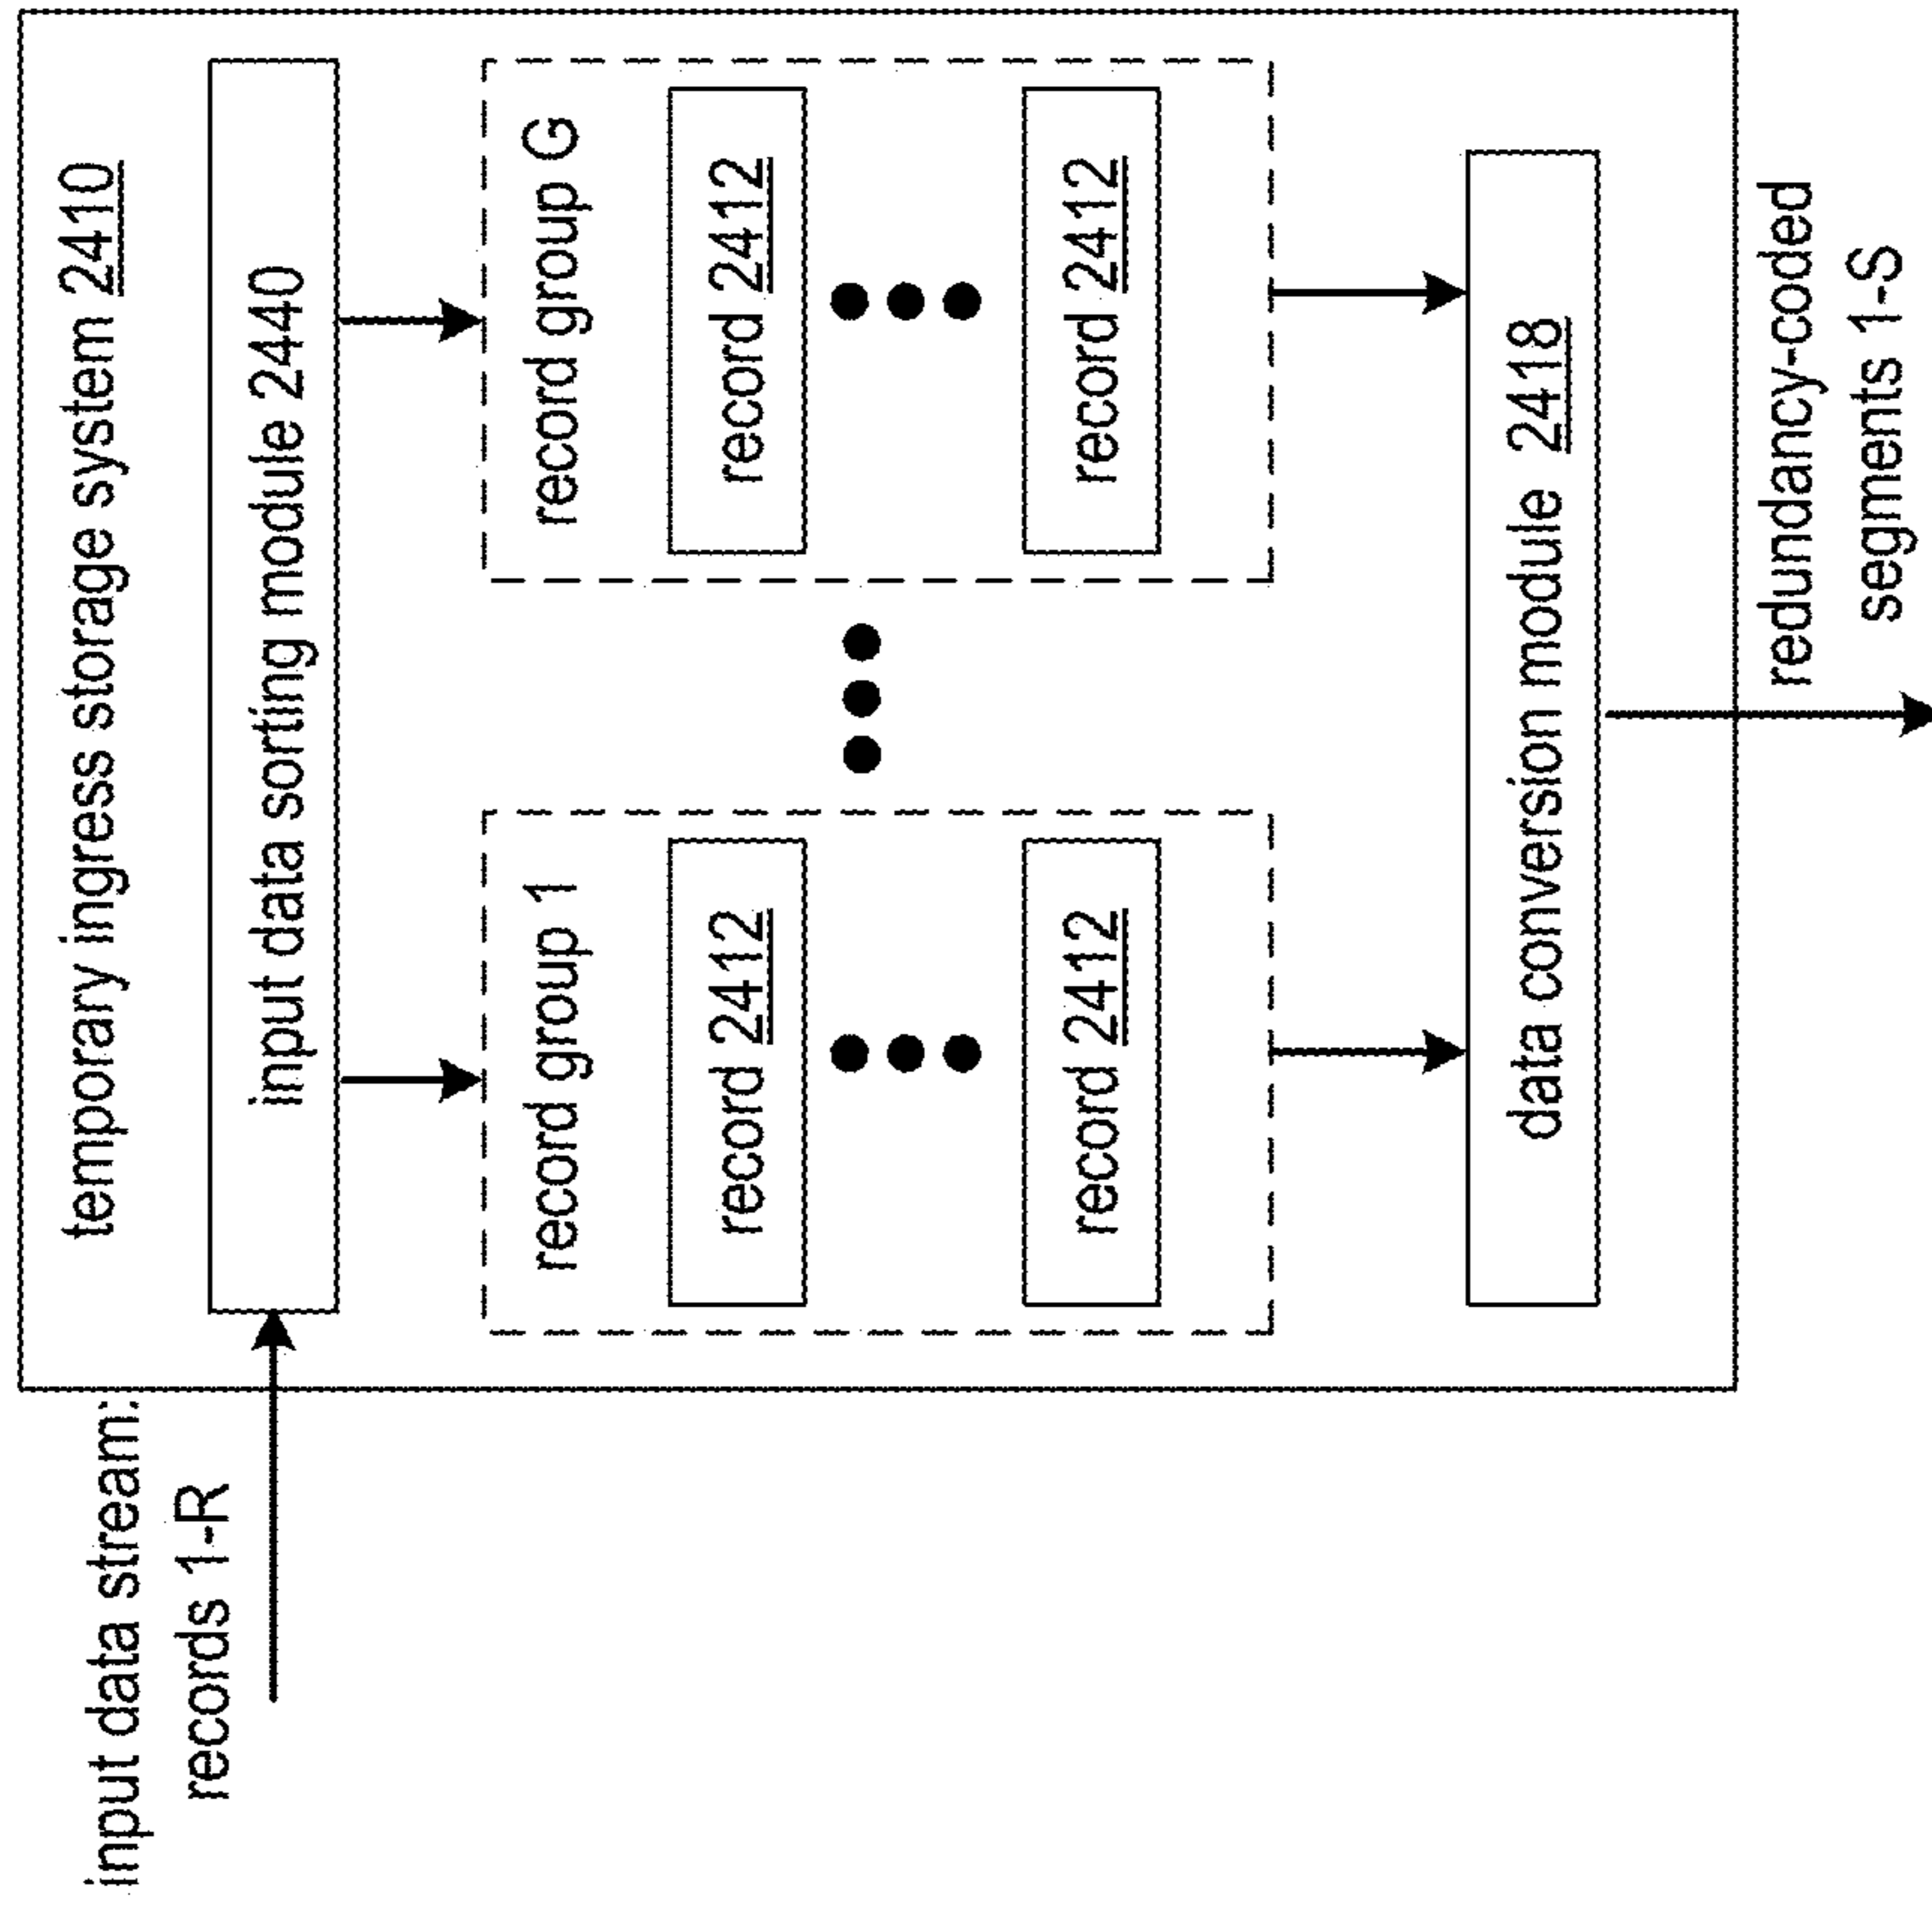 input data stream:
records 1-R
temporary ingress storage system 2410
input data sorting module 2440
record group 1
record 2412
record 2412
record group G
record 2412
record 2412
data conversion module 2418
redundancy-coded
segments 1-S